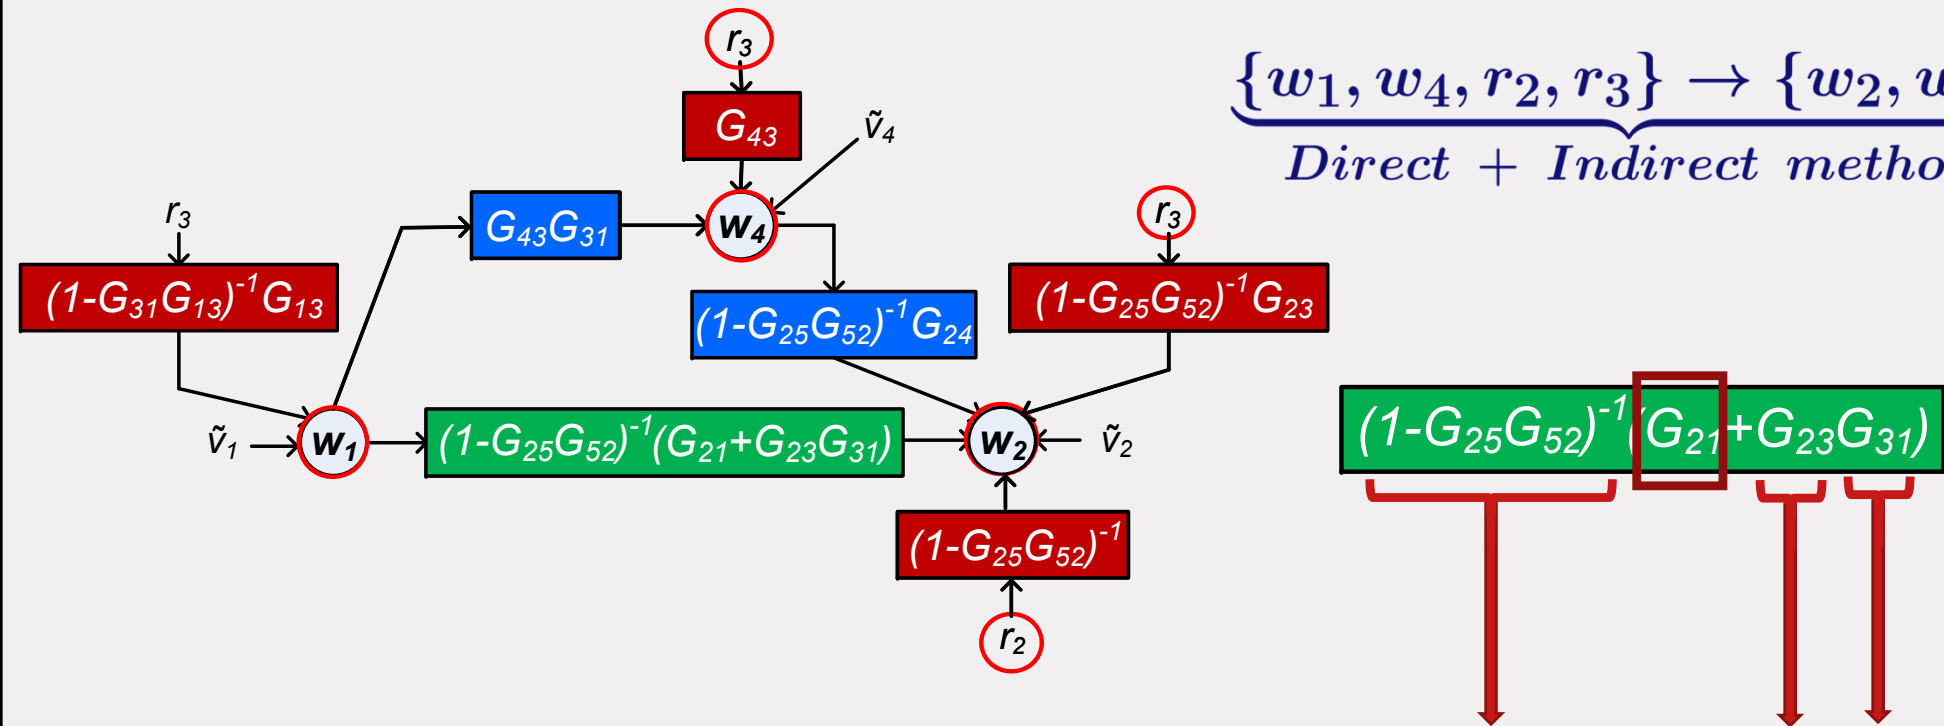 r₃
{w₁, w₄, r₂, r₃} → {w₂,
G₄₃
ṽ₄
Direct + Indirect
r₃
r₃
G₄₃G₃₁
w₄
(1-G₃₁G₁₃)⁻¹G₁₃
(1-G₂₅G₅₂)⁻¹G₂₄
(1-G₂₅G₅₂)⁻¹G₂₃
ṽ₁
w₁
(1-G₂₅G₅₂)⁻¹(G₂₁+G₂₃G₃₁)
w₂
ṽ₂
(1-G₂₅G₅₂)⁻¹(G₂₁+G₂₃G₃₁)
(1-G₂₅G₅₂)⁻¹
r₂